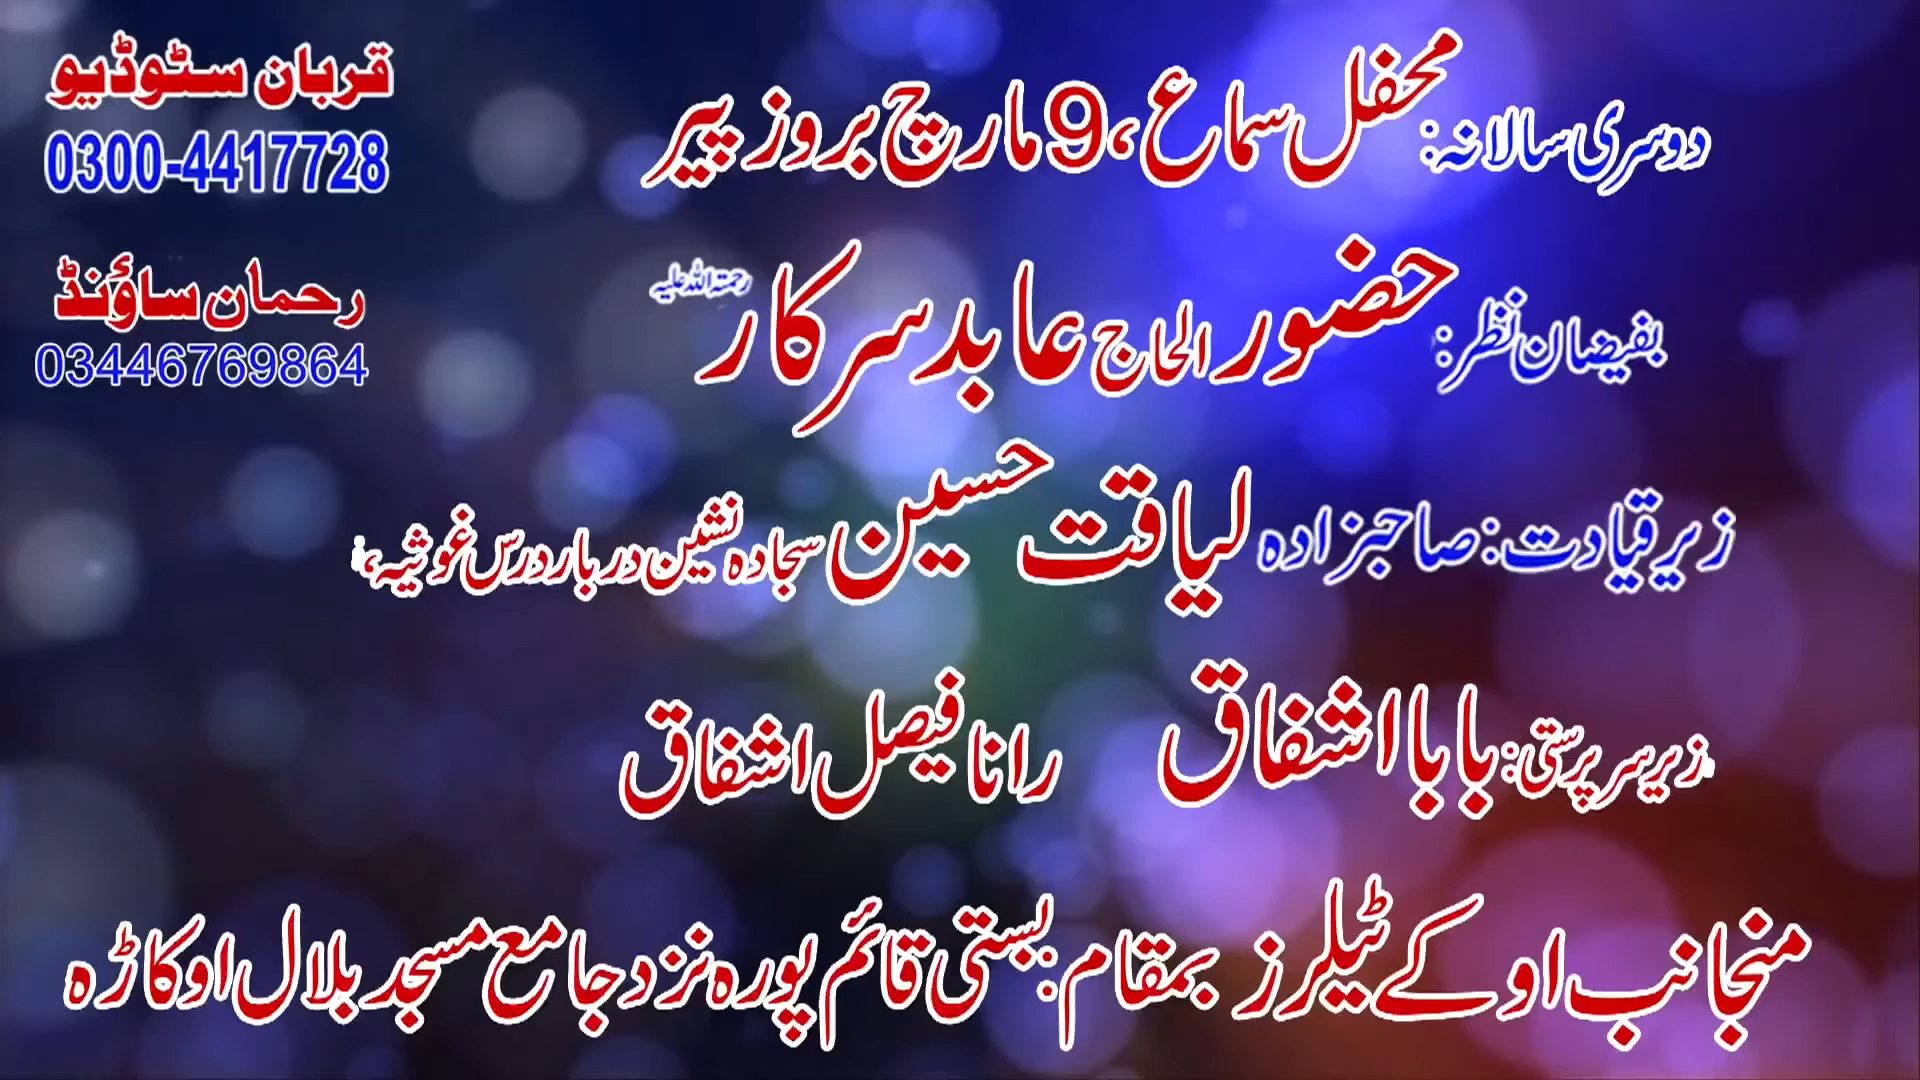 دوسری سالانہ: محفل سماع، 9 مارچ بروز پیر
بفیضان نظر: حضور الحاج عابد سرکار رحمتہ اللہ علیہ
زیر قیادت: صاحبزادہ لیاقت حسین سجادہ نشین دربار درس غوثیہ،
زیر سرپرستی: بابا اشفاق رانا فیصل اشفاق
منجانب او کے ٹیلرز بمقام: بستی قائم پورہ نزد جامع مسجد بلال اوکاڑہ
قربان سٹوڈیو
0300-4417728
رحمان ساؤنڈ
03446769864